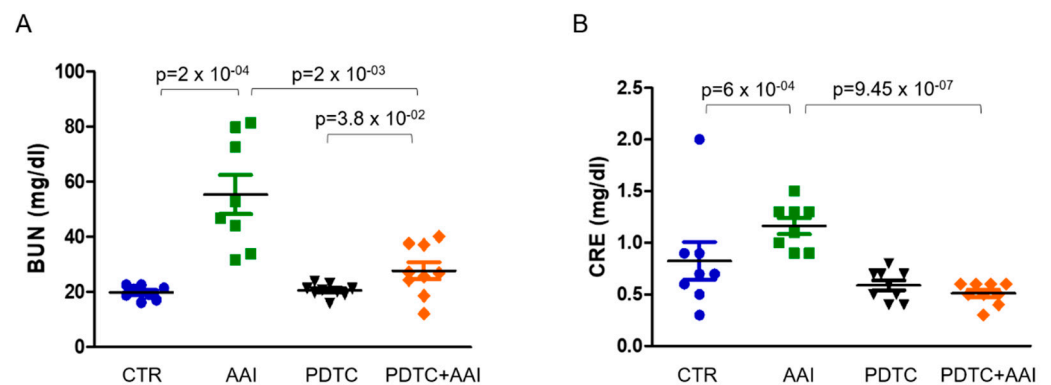 A
BUN (mg/dl)
100
80
60
40
20
0
p=2 x 10-04
p=2 x 10-03
p=3.8 x 10-02
CTR AAI PDTC PDTC+AAI
B
CRE (mg/dl)
2.5
2.0
1.5
1.0
0.5
0.0
p=6 x 10-04
p=9.45 x 10-07
CTR AAI PDTC PDTC+AAI